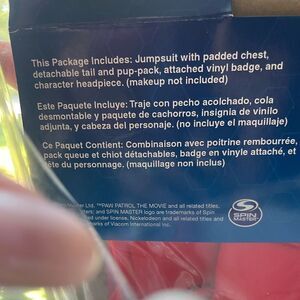 This Package Includes: Jumpsuit with padded chest,
detachable tail and pup-pack, attached vinyl badge, and
character headpiece. (makeup not included)
Este Paquete Incluye: Traje con pecho acolchado, cola
desmontable y paquete de cachorros, insignia de vinilo
adjunta, y cabeza del personaje. (no incluye el maquillaje)
Ce Paquet Contient: Combinaison avec poitrine rembourrée,
pack queue et chiot détachables, badge en vinyle attaché, et
tête du personnage. (maquillage non inclus)
Master Ltd. ™PAW PATROL THE MOVIE and all related titles,
and SPIN MASTER logo are trademarks of Spin
used under license. Nickelodeon and all related titles and
trademarks of Viacom International Inc.
SPIN
MASTER